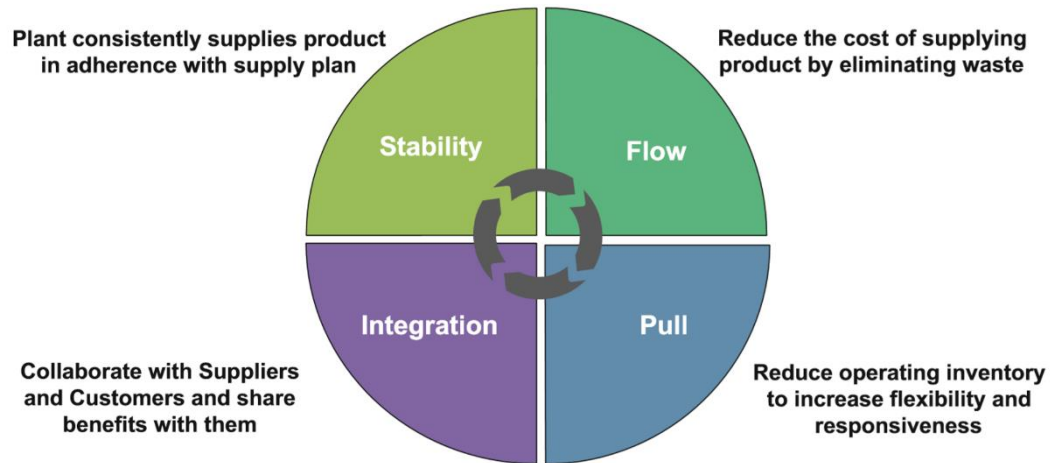 Plant consistently supplies product
in adherence with supply plan
Reduce the cost of supplying
product by eliminating waste
Stability
Flow
Integration
Pull
Collaborate with Suppliers
and Customers and share
benefits with them
Reduce operating inventory
to increase flexibility and
responsiveness